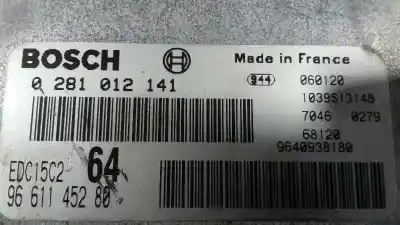 BOSCH
Made in France
0 281 012 141
944 060120
1039S13148
7046 0279
68120
9640938180
EDC15C2 64
96 611 452 80